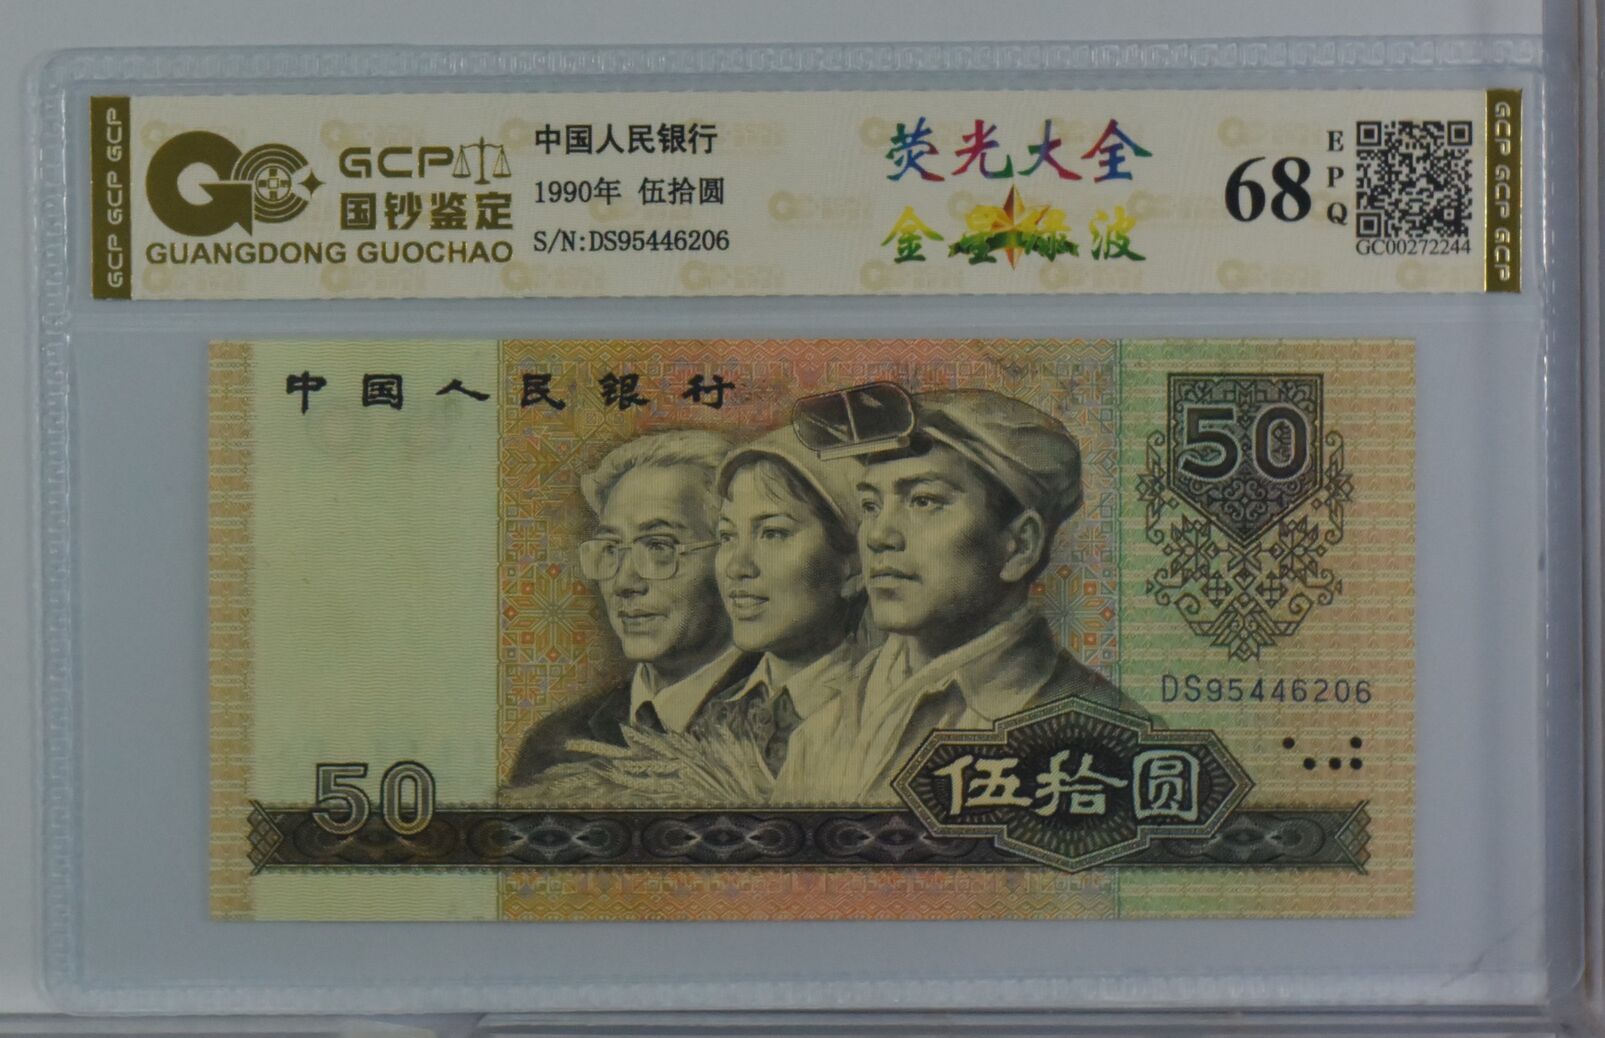 GCP GCP GCP
GCP
国钞鉴定
GUANGDONG GUOCHAO
中国人民银行
1990年 伍拾圆
S/N:DS95446206
荧光大全
金星绿波
68
EPQ
GC00272244
GCP GCP GCP
中国人民银行
50
DS95446206
50
伍拾圆